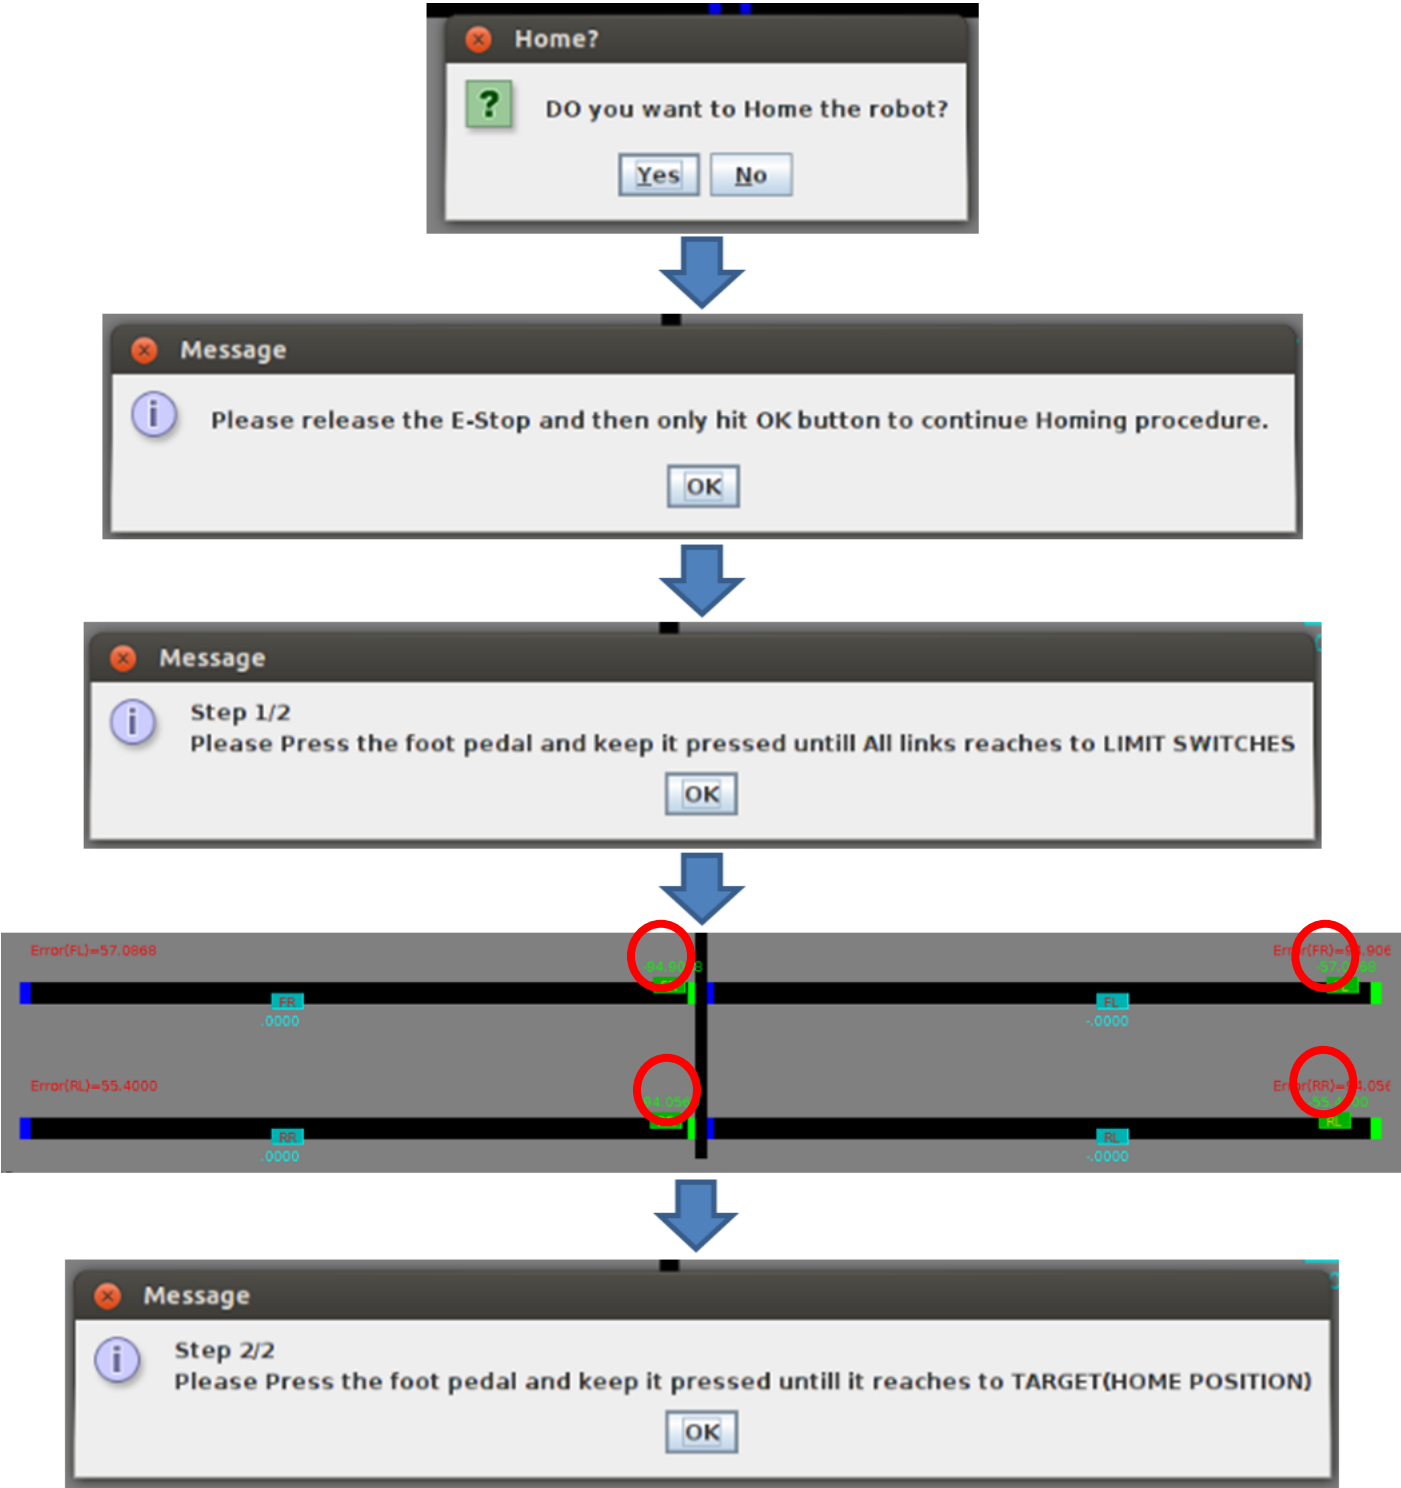 Home?
?
DO you want to Home the robot?
Yes No
Message
i
Please release the E-Stop and then only hit OK button to continue Homing procedure.
OK
Message
i
Step 1/2
Please Press the foot pedal and keep it pressed untill All links reaches to LIMIT SWITCHES
OK
Error(FL)=57.0868
FR
.0000
FL
-.0000
Error(RL)=55.4000
94.056
RR
.0000
RL
RL
-.0000
Message
i
Step 2/2
Please Press the foot pedal and keep it pressed untill it reaches to TARGET(HOME POSITION)
OK